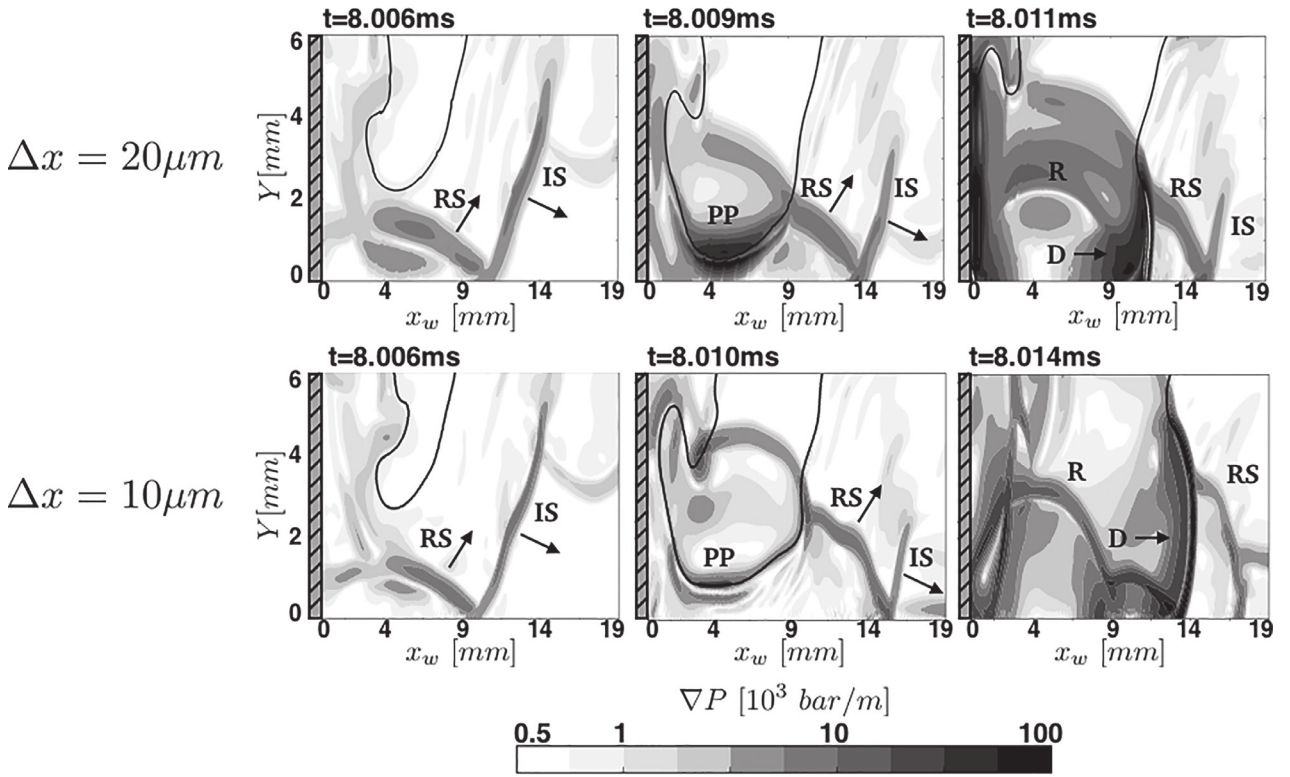 t=8.006ms t=8.009ms t=8.011ms
Δx = 20μm
Y[mm]
6
4
2
0
RS IS
PP RS IS
R RS IS
D
0 4 9 14 19
0 4 9 14 19
0 4 9 14 19
x_w [mm] x_w [mm] x_w [mm]
t=8.006ms t=8.010ms t=8.014ms
Δx = 10μm
Y[mm]
6
4
2
0
RS IS
PP RS IS
R RS
D
0 4 9 14 19
0 4 9 14 19
0 4 9 14 19
x_w [mm] x_w [mm] x_w [mm]
∇P [10³ bar/m]
0.5 1 10 100